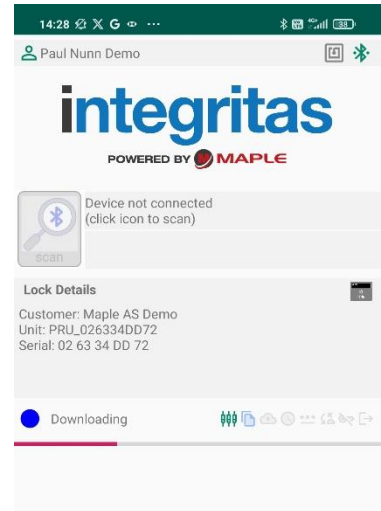 14:28 X G ... 38
Paul Nunn Demo
integritas
POWERED BY MAPLE
Device not connected
(click icon to scan)
scan
Lock Details
Customer: Maple AS Demo
Unit: PRU_026334DD72
Serial: 02 63 34 DD 72
Downloading